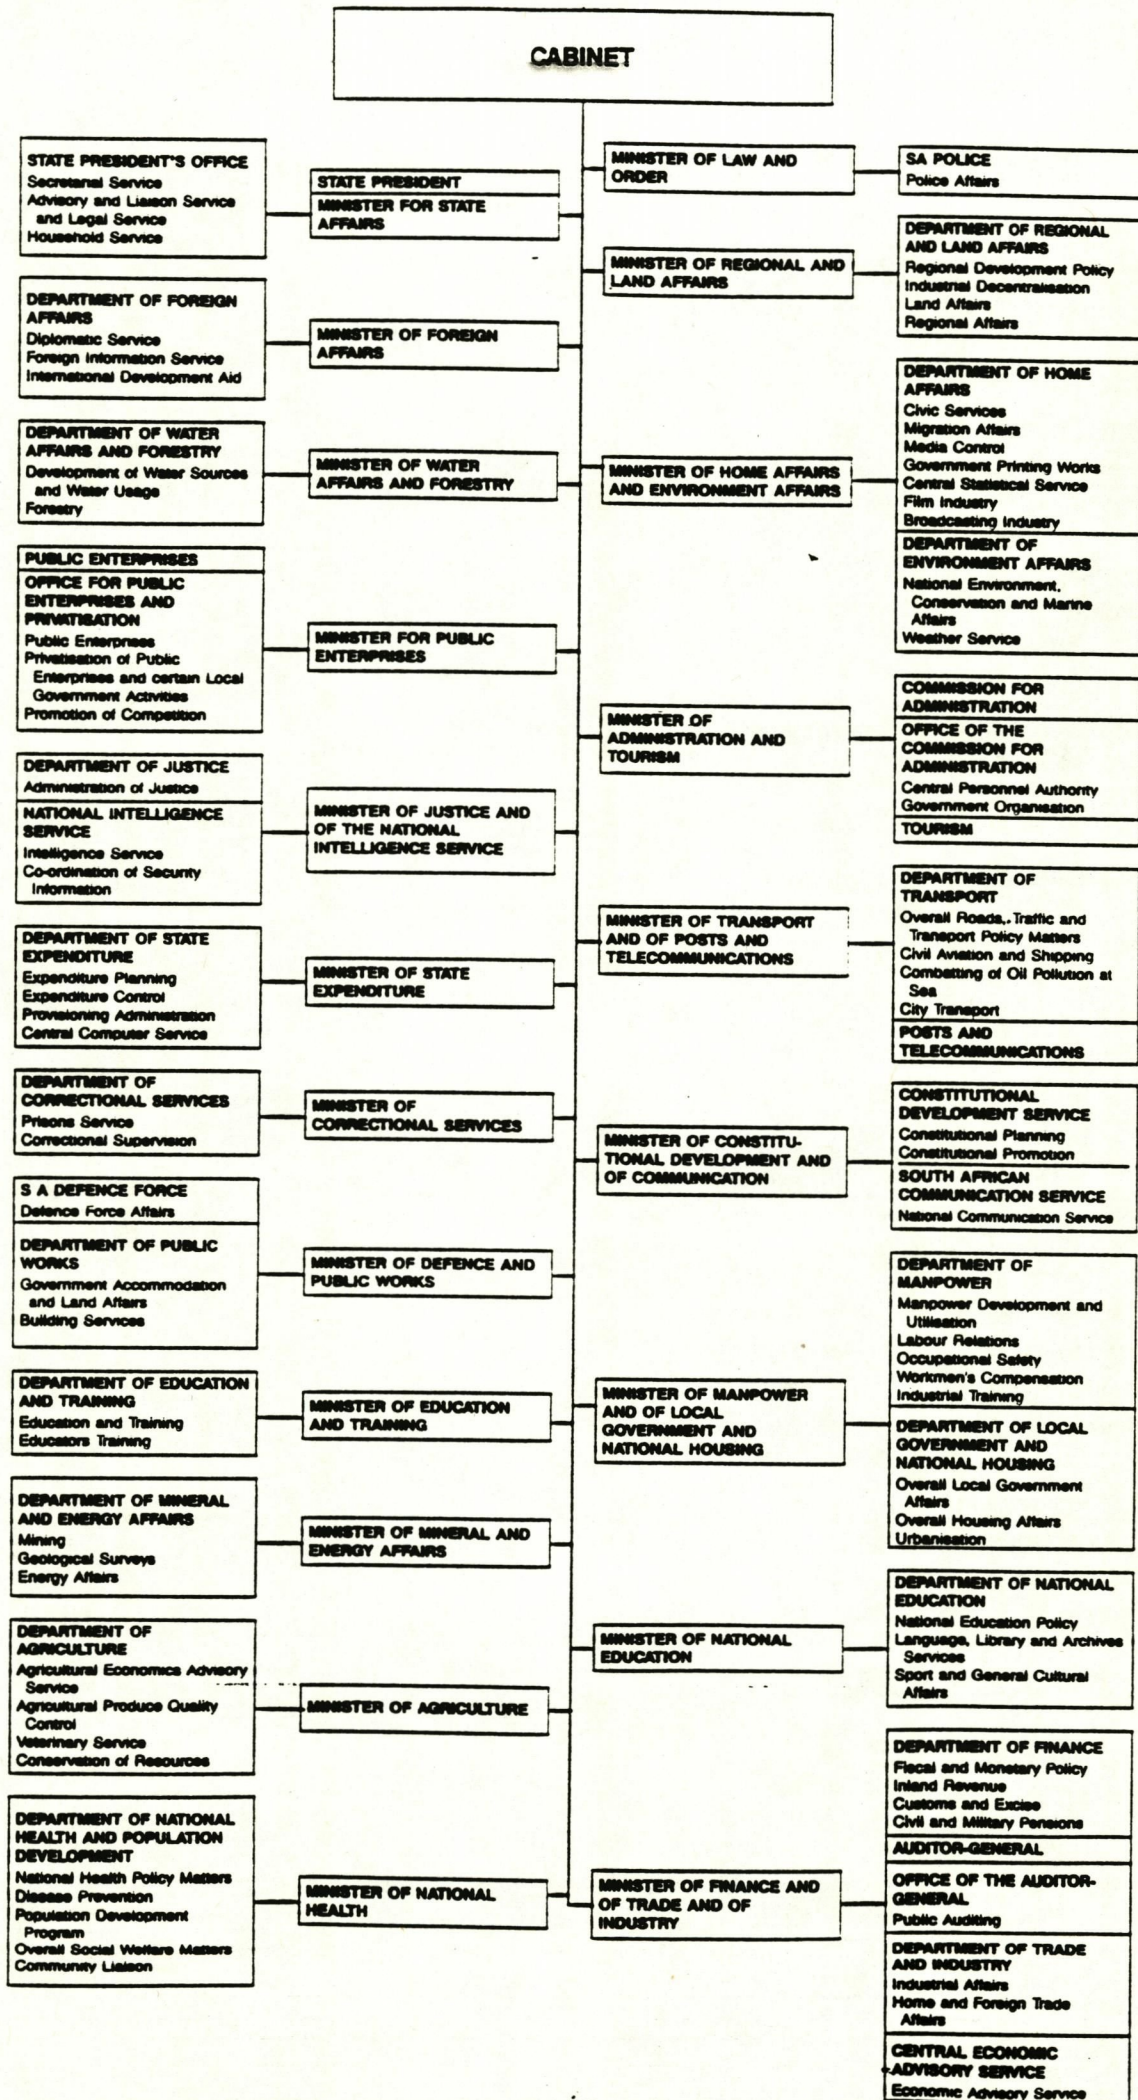 CABINET
STATE PRESIDENT'S OFFICE
Secretarial Service
Advisory and Liaison Service
and Legal Service
Household Service
STATE PRESIDENT
MINISTER FOR STATE
AFFAIRS
DEPARTMENT OF FOREIGN
AFFAIRS
Diplomatic Service
Foreign Information Service
International Development Aid
MINISTER OF FOREIGN
AFFAIRS
DEPARTMENT OF WATER
AFFAIRS AND FORESTRY
Development of Water Sources
and Water Usage
Forestry
MINISTER OF WATER
AFFAIRS AND FORESTRY
PUBLIC ENTERPRISES
OFFICE FOR PUBLIC
ENTERPRISES AND
PRIVATISATION
Public Enterprises
Privatisation of Public
Enterprises and certain Local
Government Activities
Promotion of Competition
MINISTER FOR PUBLIC
ENTERPRISES
DEPARTMENT OF JUSTICE
Administration of Justice
NATIONAL INTELLIGENCE
SERVICE
Intelligence Service
Co-ordination of Security
Information
MINISTER OF JUSTICE AND
OF THE NATIONAL
INTELLIGENCE SERVICE
DEPARTMENT OF STATE
EXPENDITURE
Expenditure Planning
Expenditure Control
Provisioning Administration
Central Computer Service
MINISTER OF STATE
EXPENDITURE
DEPARTMENT OF
CORRECTIONAL SERVICES
Prisons Service
Correctional Supervision
MINISTER OF
CORRECTIONAL SERVICES
S A DEFENCE FORCE
Defence Force Affairs
DEPARTMENT OF PUBLIC
WORKS
Government Accommodation
and Land Affairs
Building Services
MINISTER OF DEFENCE AND
PUBLIC WORKS
DEPARTMENT OF EDUCATION
AND TRAINING
Education and Training
Educators Training
MINISTER OF EDUCATION
AND TRAINING
DEPARTMENT OF MINERAL
AND ENERGY AFFAIRS
Mining
Geological Surveys
Energy Affairs
MINISTER OF MINERAL AND
ENERGY AFFAIRS
DEPARTMENT OF
AGRICULTURE
Agricultural Economics Advisory
Service
Agricultural Produce Quality
Control
Veterinary Service
Conservation of Resources
MINISTER OF AGRICULTURE
DEPARTMENT OF NATIONAL
HEALTH AND POPULATION
DEVELOPMENT
National Health Policy Matters
Disease Prevention
Population Development
Program
Overall Social Welfare Matters
Community Liaison
MINISTER OF NATIONAL
HEALTH
MINISTER OF LAW AND
ORDER
SA POLICE
Police Affairs
MINISTER OF REGIONAL AND
LAND AFFAIRS
DEPARTMENT OF REGIONAL
AND LAND AFFAIRS
Regional Development Policy
Industrial Decentralisation
Land Affairs
Regional Affairs
MINISTER OF HOME AFFAIRS
AND ENVIRONMENT AFFAIRS
DEPARTMENT OF HOME
AFFAIRS
Civic Services
Migration Affairs
Media Control
Government Printing Works
Central Statistical Service
Film Industry
Broadcasting Industry
DEPARTMENT OF
ENVIRONMENT AFFAIRS
National Environment,
Conservation and Marine
Affairs
Weather Service
MINISTER OF
ADMINISTRATION AND
TOURISM
COMMISSION FOR
ADMINISTRATION
OFFICE OF THE
COMMISSION FOR
ADMINISTRATION
Central Personnel Authority
Government Organisation
TOURISM
MINISTER OF TRANSPORT
AND OF POSTS AND
TELECOMMUNICATIONS
DEPARTMENT OF
TRANSPORT
Overall Roads, Traffic and
Transport Policy Matters
Civil Aviation and Shipping
Combatting of Oil Pollution at
Sea
City Transport
POSTS AND
TELECOMMUNICATIONS
MINISTER OF CONSTITU-
TIONAL DEVELOPMENT AND
OF COMMUNICATION
CONSTITUTIONAL
DEVELOPMENT SERVICE
Constitutional Planning
Constitutional Promotion
SOUTH AFRICAN
COMMUNICATION SERVICE
National Communication Service
MINISTER OF MANPOWER
AND OF LOCAL
GOVERNMENT AND
NATIONAL HOUSING
DEPARTMENT OF
MANPOWER
Manpower Development and
Utilisation
Labour Relations
Occupational Safety
Workmen's Compensation
Industrial Training
DEPARTMENT OF LOCAL
GOVERNMENT AND
NATIONAL HOUSING
Overall Local Government
Affairs
Overall Housing Affairs
Urbanisation
MINISTER OF NATIONAL
EDUCATION
DEPARTMENT OF NATIONAL
EDUCATION
National Education Policy
Language, Library and Archives
Services
Sport and General Cultural
Affairs
MINISTER OF FINANCE AND
OF TRADE AND OF
INDUSTRY
DEPARTMENT OF FINANCE
Fiscal and Monetary Policy
Inland Revenue
Customs and Excise
Civil and Military Pensions
AUDITOR-GENERAL
OFFICE OF THE AUDITOR-
GENERAL
Public Auditing
DEPARTMENT OF TRADE
AND INDUSTRY
Industrial Affairs
Home and Foreign Trade
Affairs
CENTRAL ECONOMIC
ADVISORY SERVICE
Economic Advisory Service